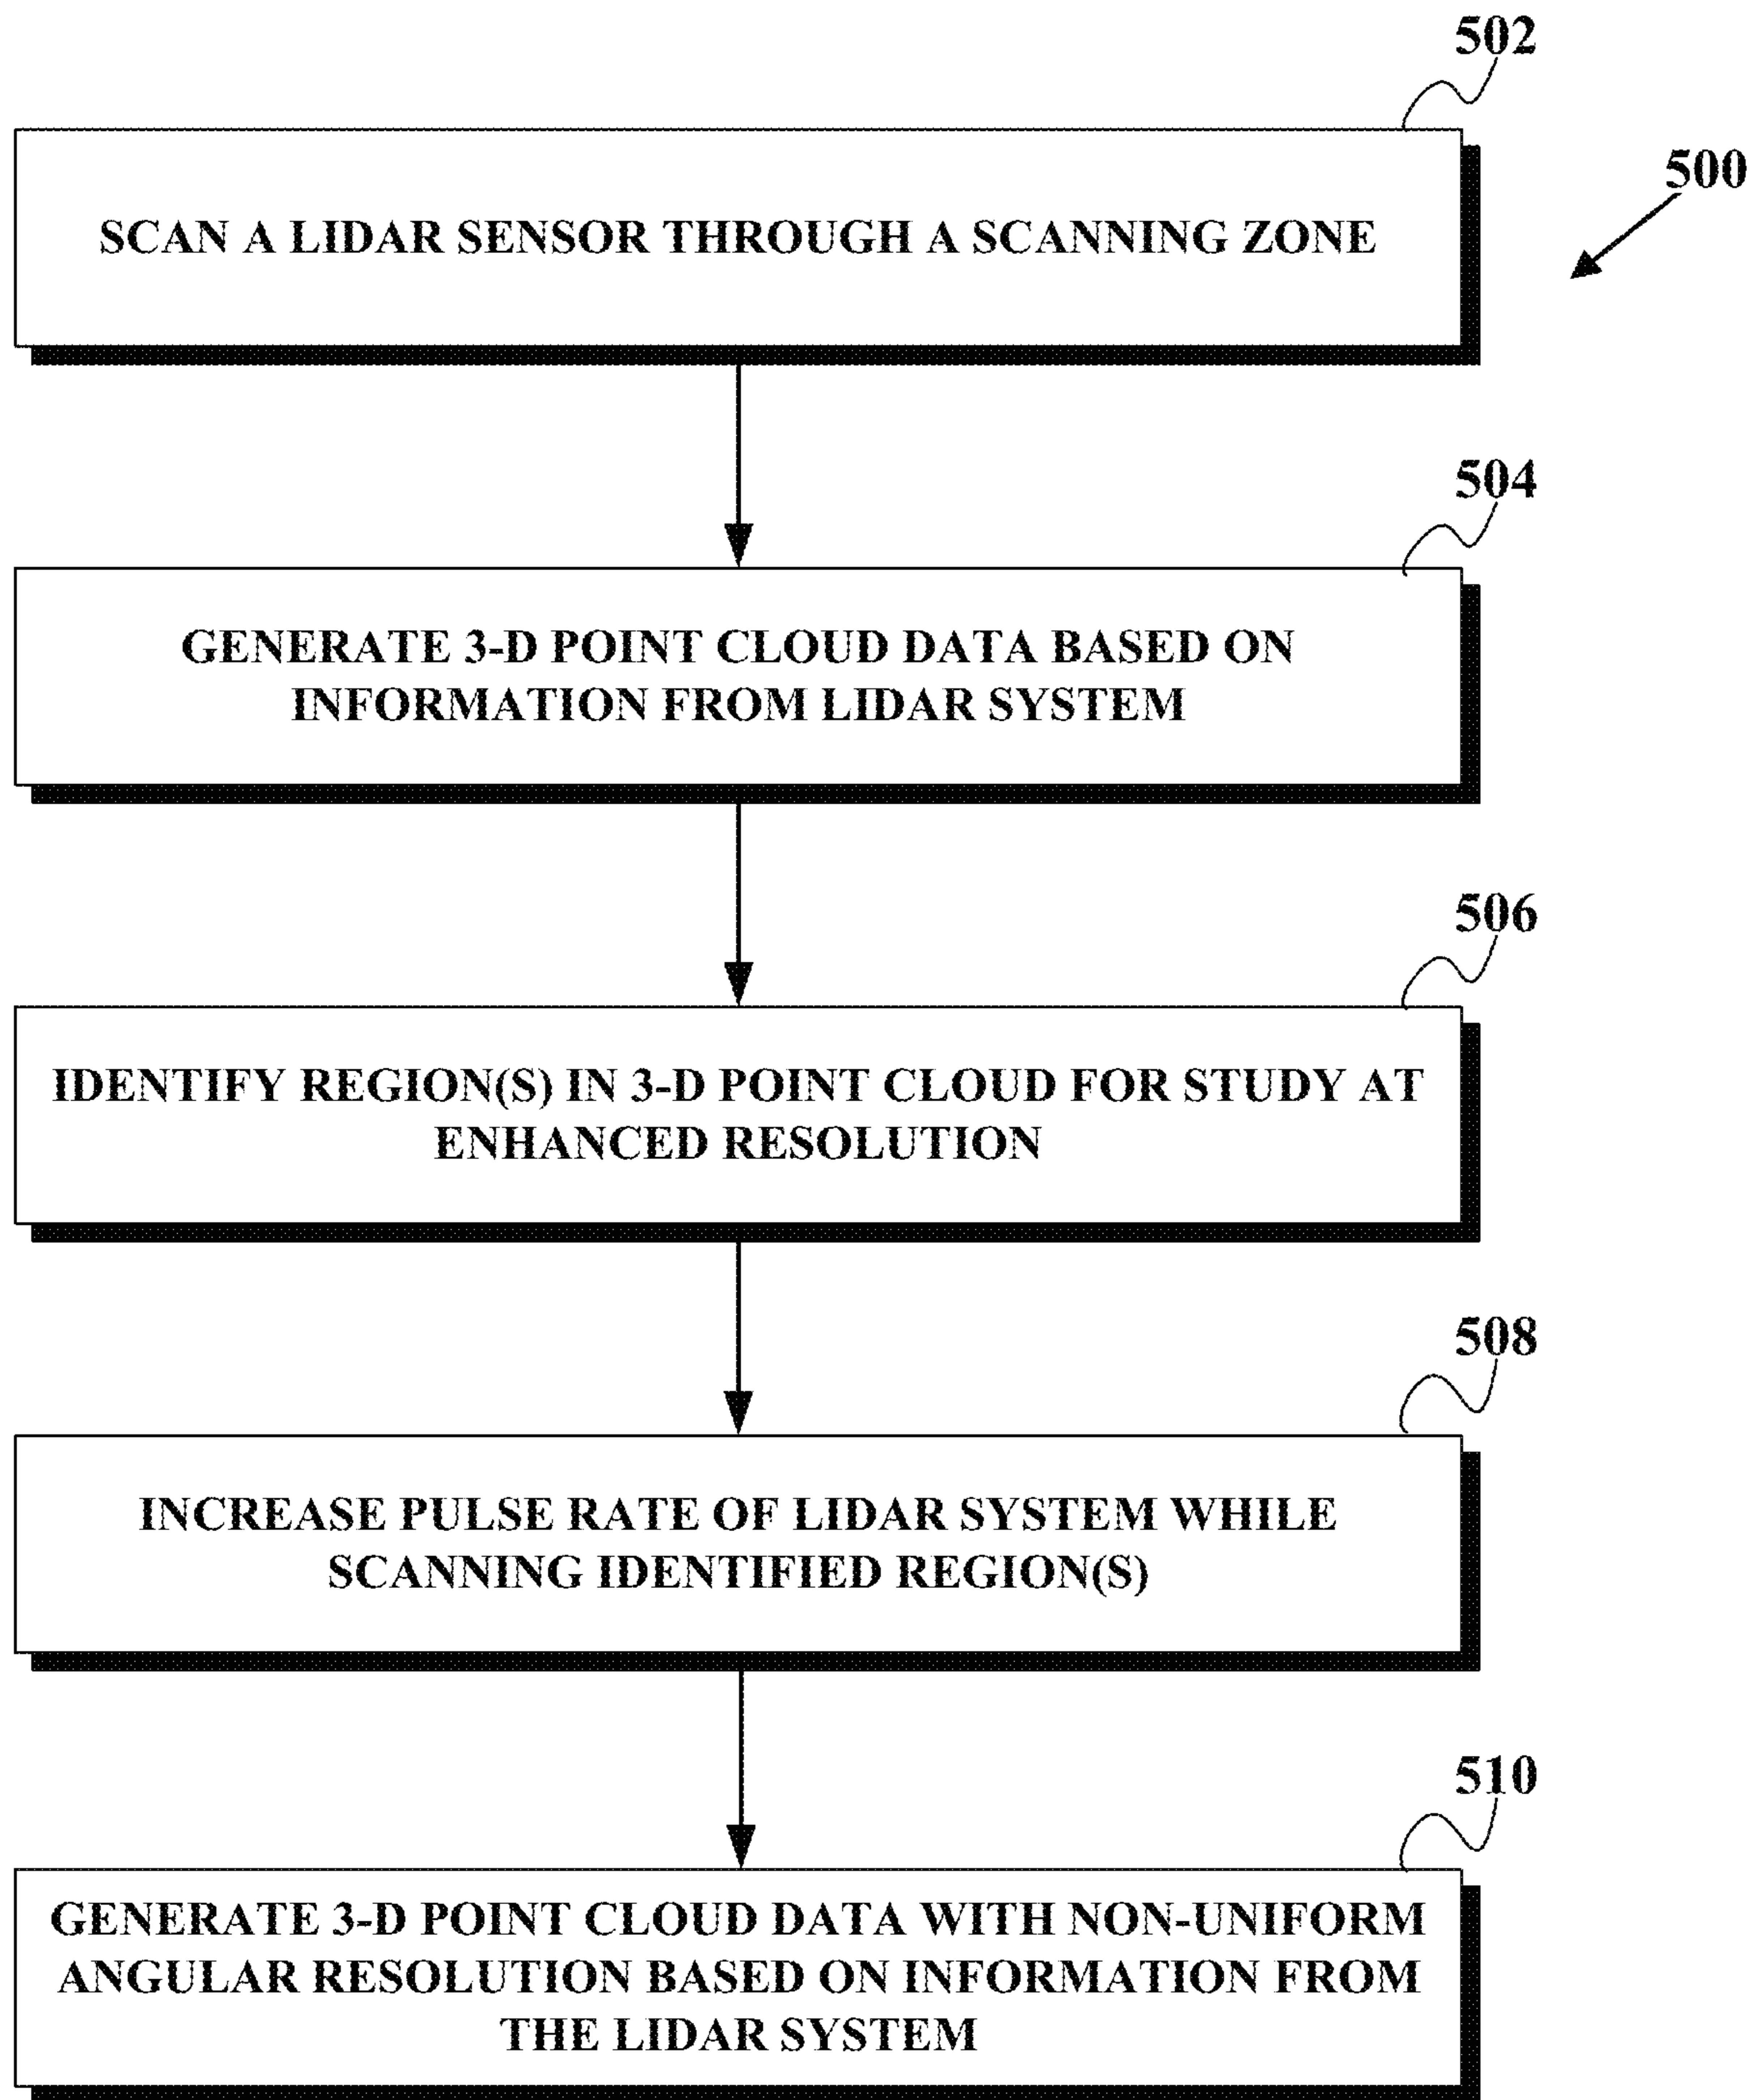 502
500
SCAN A LIDAR SENSOR THROUGH A SCANNING ZONE
504
GENERATE 3-D POINT CLOUD DATA BASED ON
INFORMATION FROM LIDAR SYSTEM
506
IDENTIFY REGION(S) IN 3-D POINT CLOUD FOR STUDY AT
ENHANCED RESOLUTION
508
INCREASE PULSE RATE OF LIDAR SYSTEM WHILE
SCANNING IDENTIFIED REGION(S)
510
GENERATE 3-D POINT CLOUD DATA WITH NON-UNIFORM
ANGULAR RESOLUTION BASED ON INFORMATION FROM
THE LIDAR SYSTEM